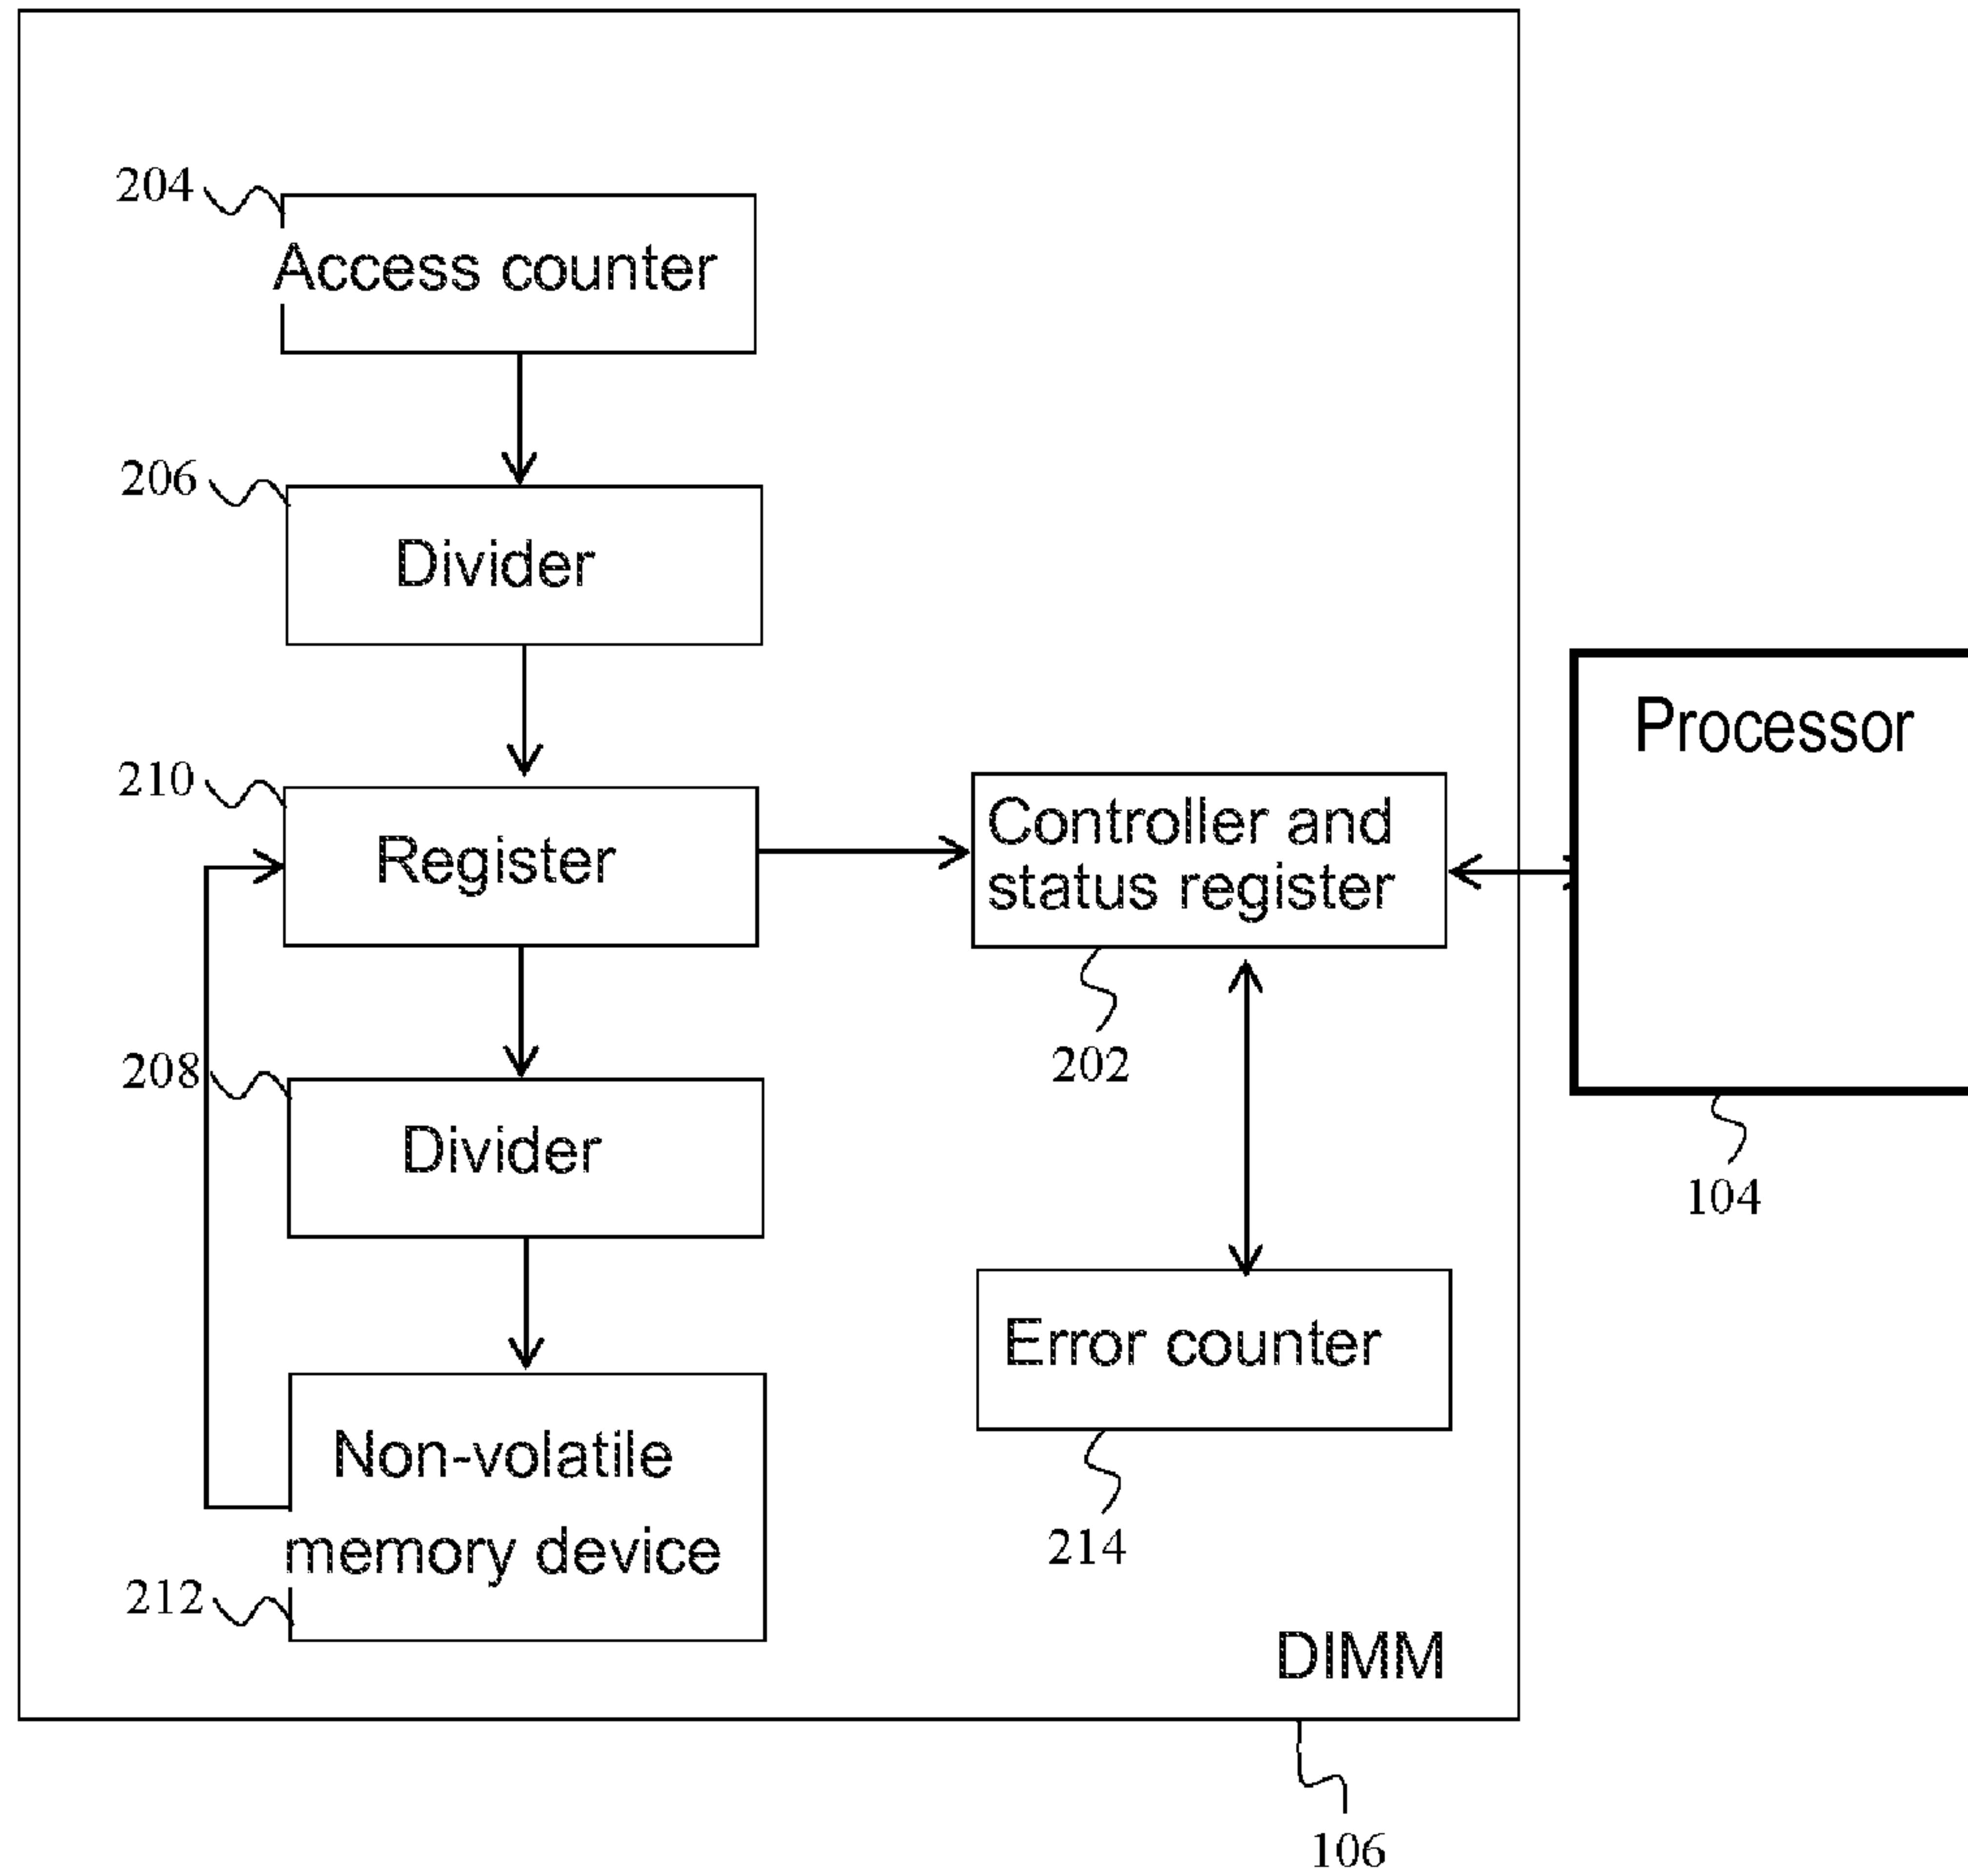 204
Access counter
206
Divider
210
Register
Controller and
status register
Processor
208
Divider
202
104
Non-volatile
memory device
212
Error counter
214
DIMM
106